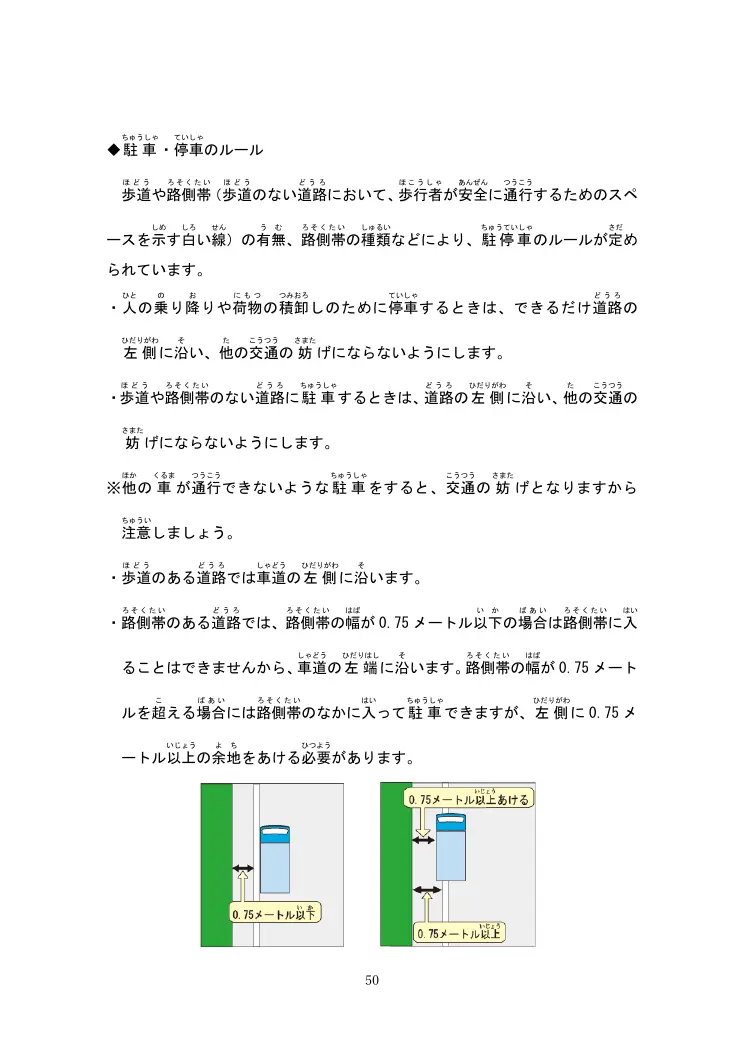 ◆駐車・停車のルール
歩道や路側帯(歩道のない道路において、歩行者が安全に通行するためのスペ
ースを示す白い線)の有無、路側帯の種類などにより、駐停車のルールが定め
られています。
・人の乗り降りや荷物の積卸しのために停車するときは、できるだけ道路の
左側に沿い、他の交通の妨げにならないようにします。
・歩道や路側帯のない道路に駐車するときは、道路の左側に沿い、他の交通の
妨げにならないようにします。
※他の車が通行できないような駐車をすると、交通の妨げとなりますから
注意しましょう。
・歩道のある道路では車道の左側に沿います。
・路側帯のある道路では、路側帯の幅が0.75メートル以下の場合は路側帯に入
ることはできませんから、車道の左端に沿います。路側帯の幅が0.75メート
ルを超える場合には路側帯のなかに入って駐車できますが、左側に0.75メ
ートル以上の余地をあける必要があります。
0.75メートル以上あける
0.75メートル以下
0.75メートル以上
50